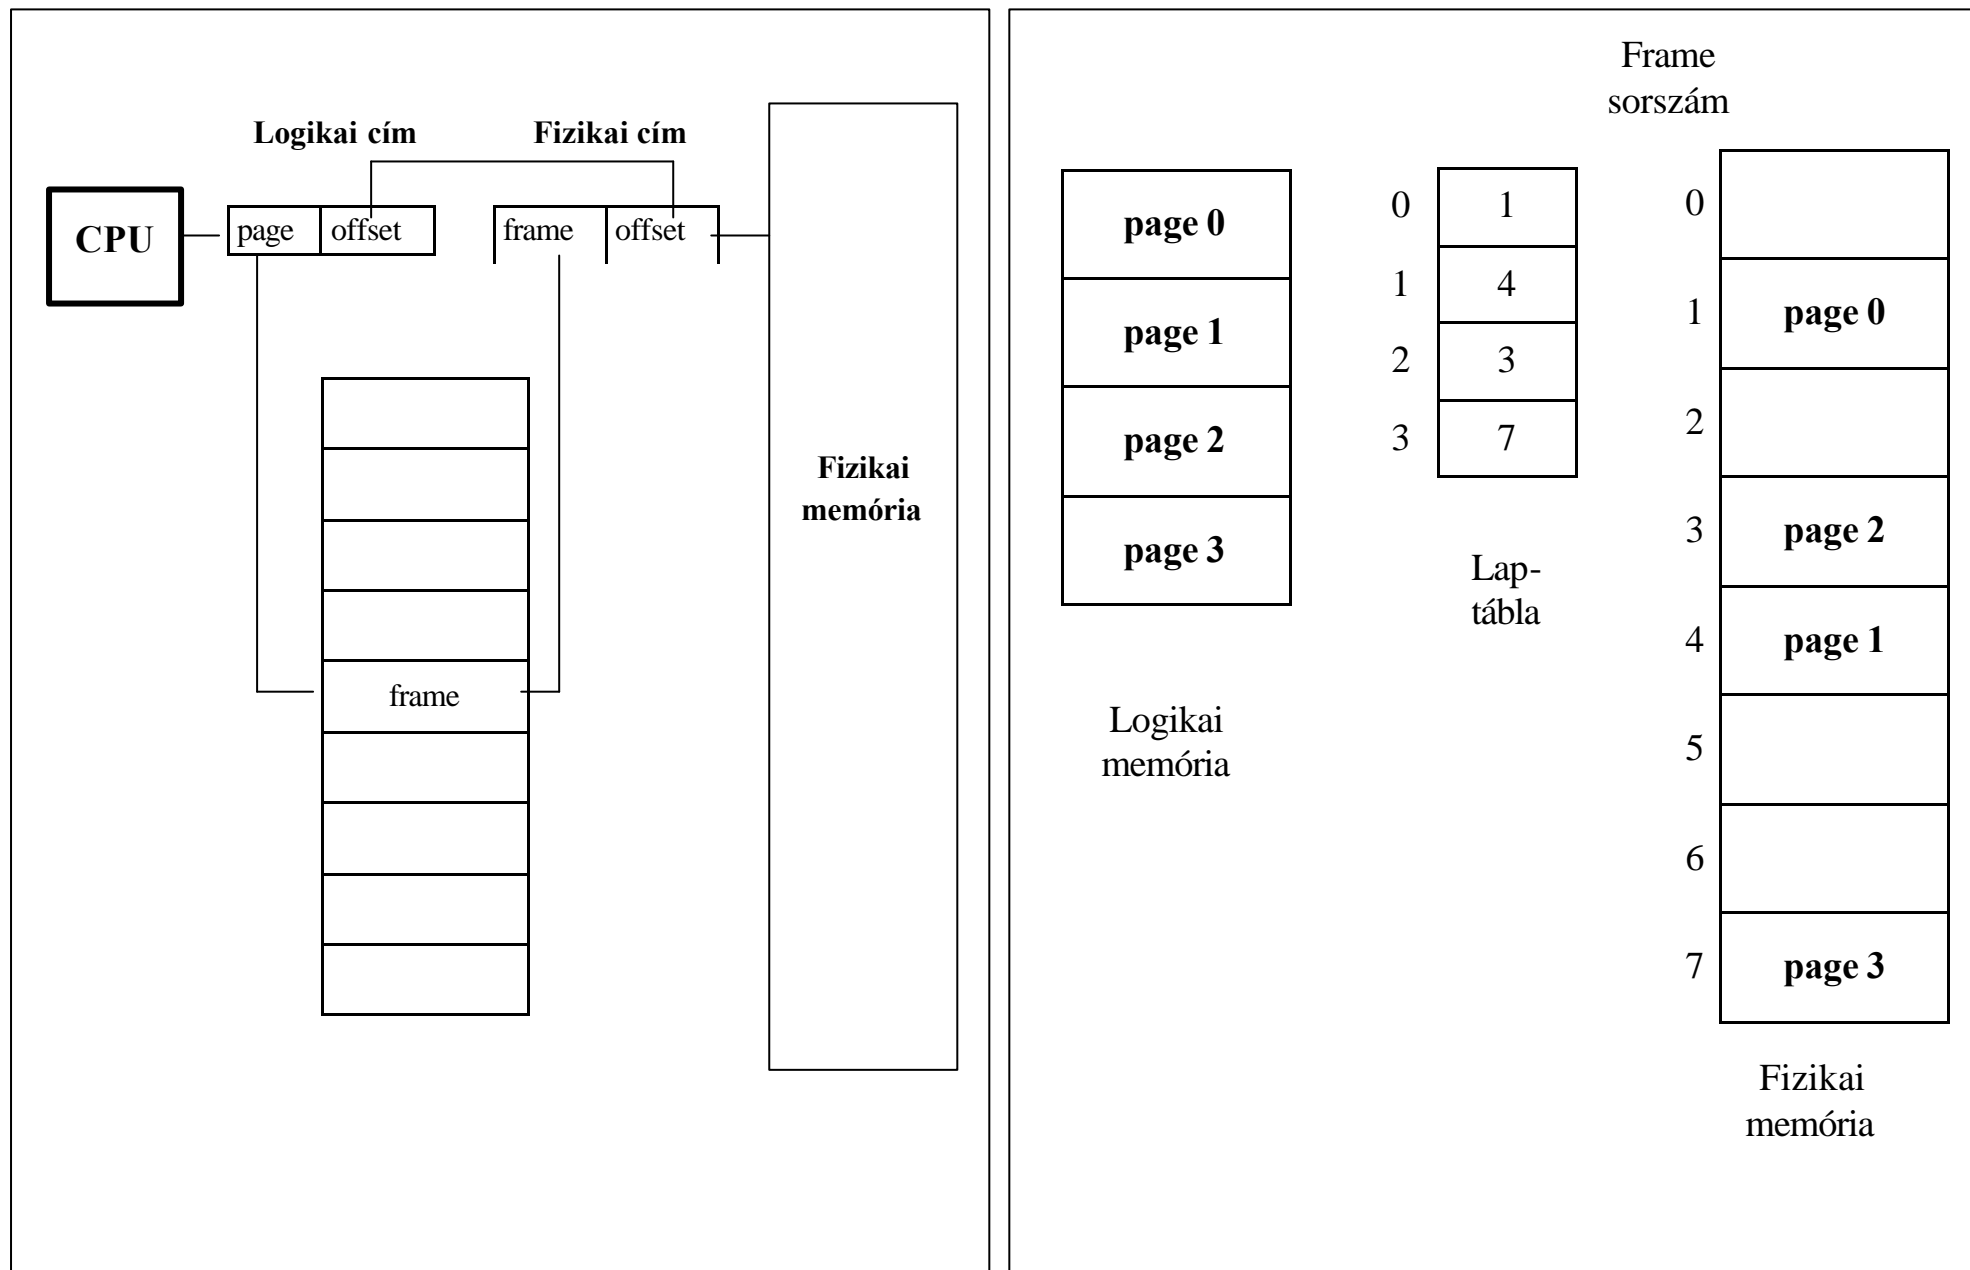 Logikai cím
Fizikai cím
CPU
page
offset
frame
offset
frame
Fizikai
memória
Frame
sorszám
page 0
page 1
page 2
page 3
Logikai
memória
0
1
1
4
2
3
3
7
Lap-
tábla
0
1
page 0
2
3
page 2
4
page 1
5
6
7
page 3
Fizikai
memória